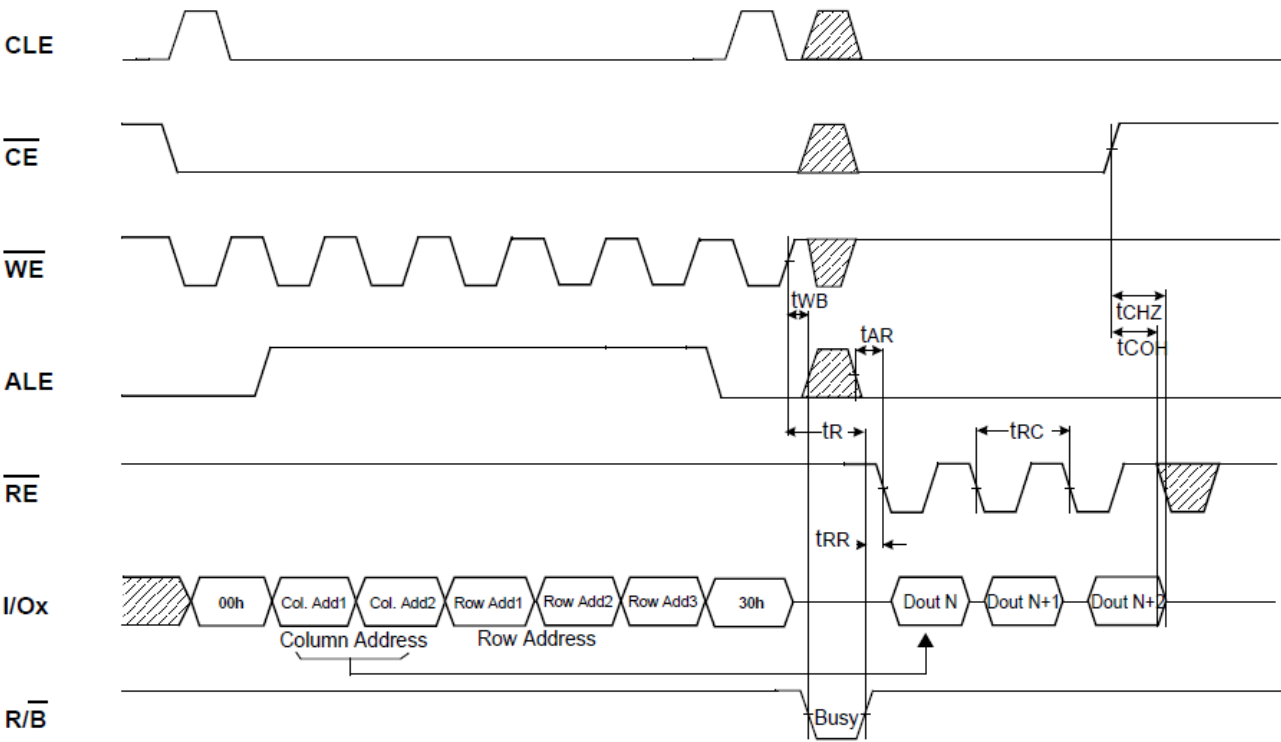 CLE
CE
WE
tWB
tCHZ
tCOH
tAR
ALE
tR
tRC
RE
tRR
I/Ox
00h
Col. Add1
Col. Add2
Row Add1
Row Add2
Row Add3
30h
Dout N
Dout N+1
Dout N+2
Column Address
Row Address
R/B
Busy